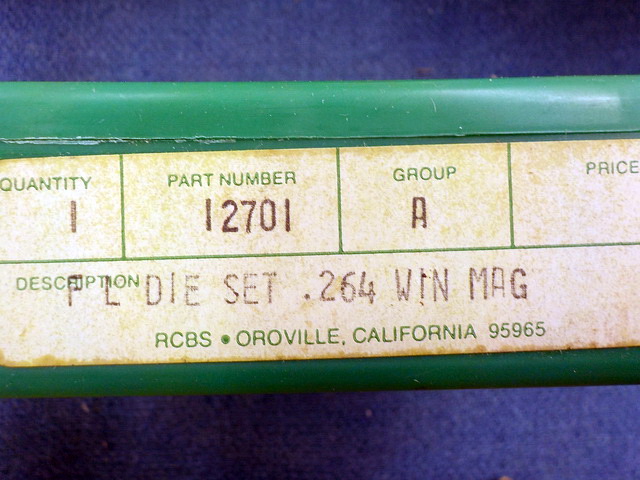 QUANTITY PART NUMBER GROUP PRICE
1 12701 A
DESCRIPTION F L DIE SET .264 WIN MAG
RCBS • OROVILLE, CALIFORNIA 95965